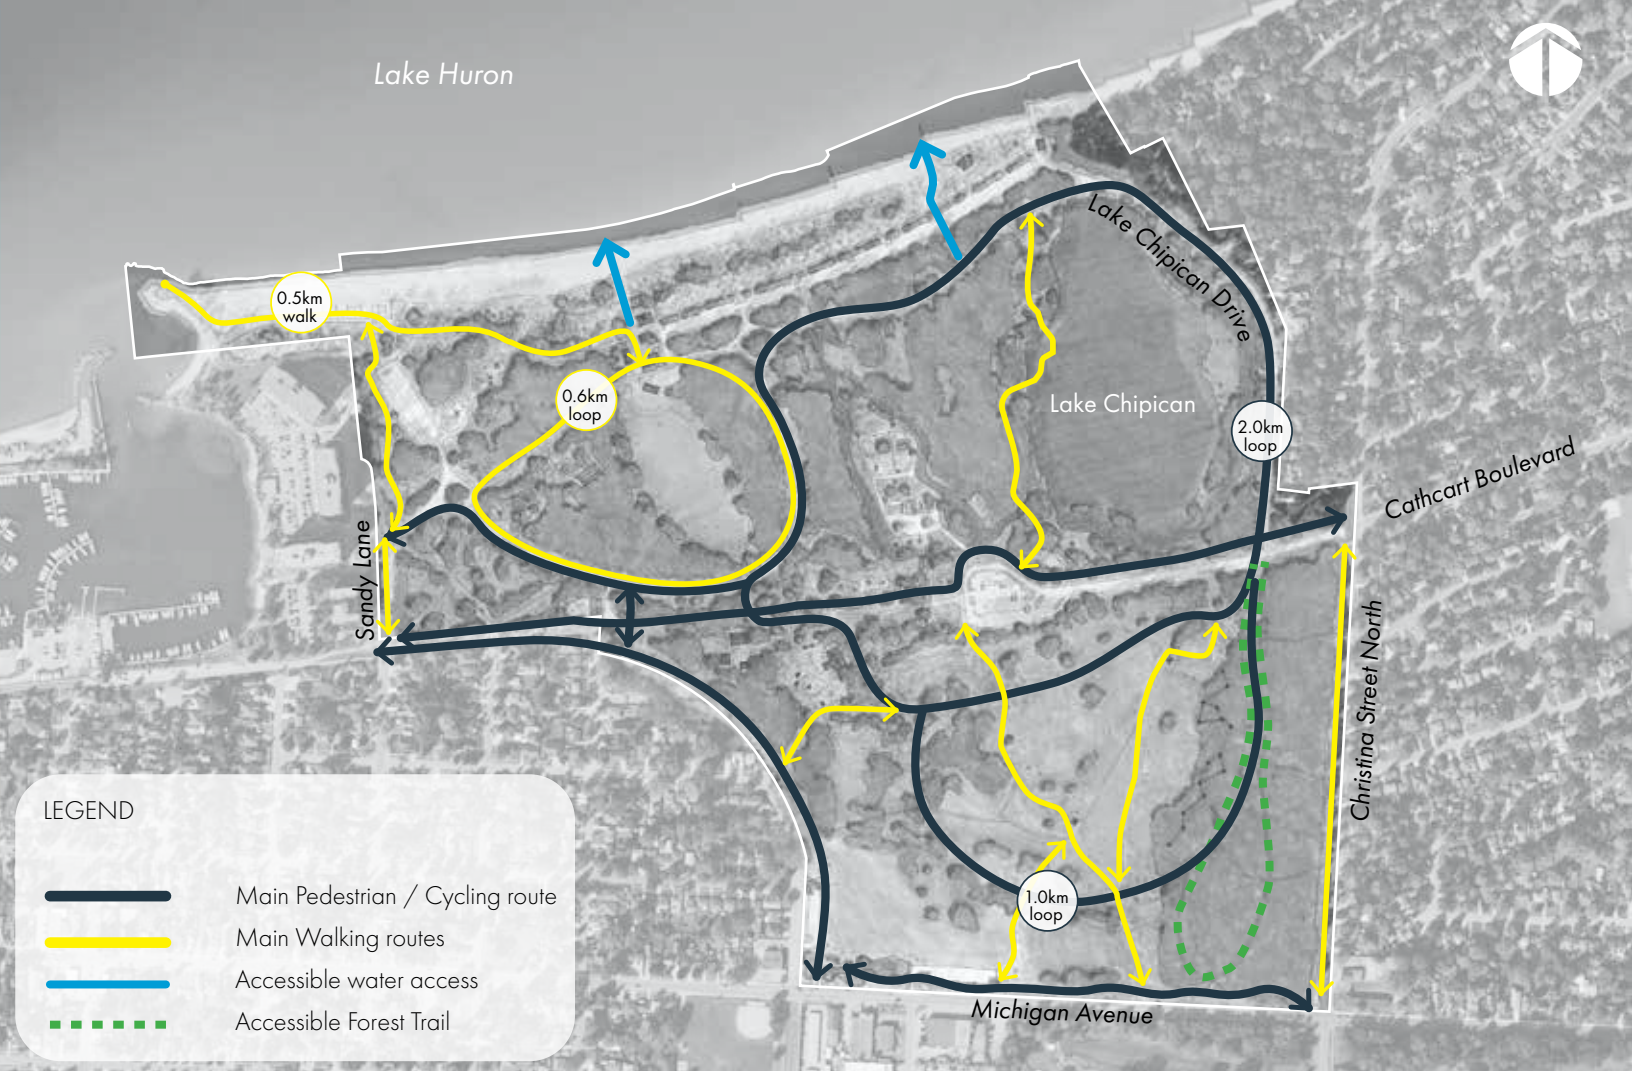 Lake Huron
Lake Chipican Drive
0.5km
walk
0.6km
loop
Lake Chipican
2.0km
loop
Cathcart Boulevard
Sandy Lane
Christina Street North
1.0km
loop
Michigan Avenue
LEGEND
Main Pedestrian / Cycling route
Main Walking routes
Accessible water access
Accessible Forest Trail